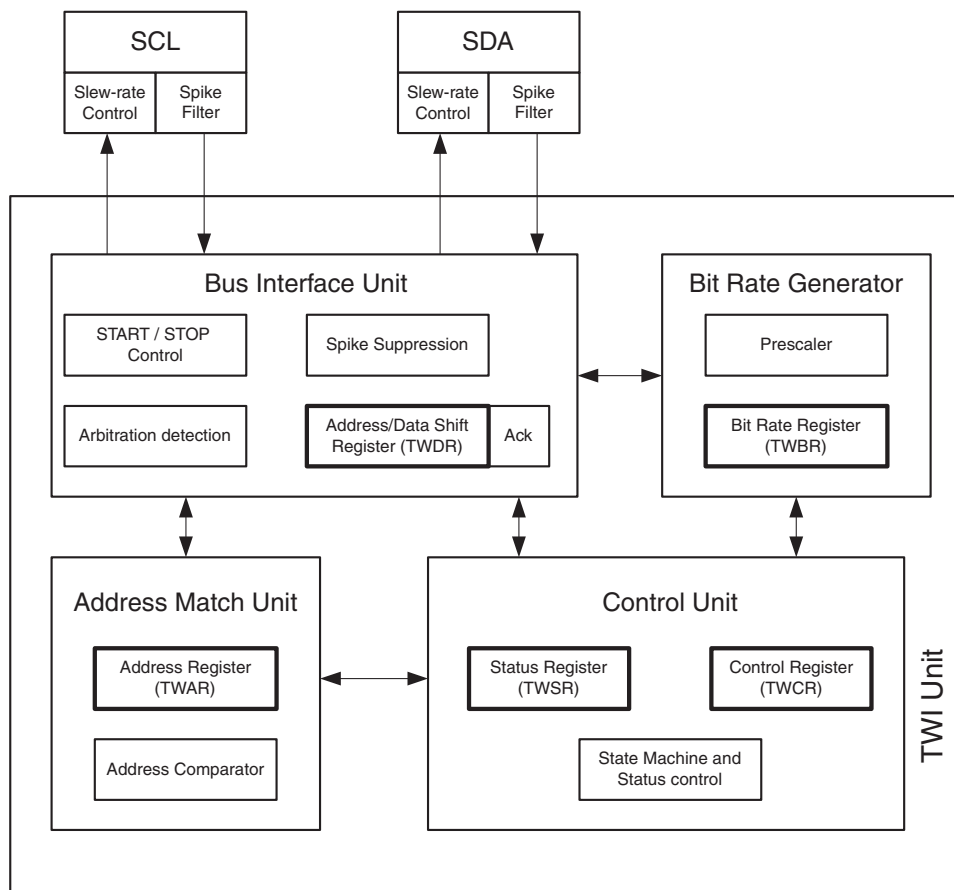 SCL
Slew-rate
Control
Spike
Filter
SDA
Slew-rate
Control
Spike
Filter
Bus Interface Unit
START / STOP
Control
Spike Suppression
Arbitration detection
Address/Data Shift
Register (TWDR)
Ack
Bit Rate Generator
Prescaler
Bit Rate Register
(TWBR)
Address Match Unit
Address Register
(TWAR)
Address Comparator
Control Unit
Status Register
(TWSR)
Control Register
(TWCR)
State Machine and
Status control
TWI Unit